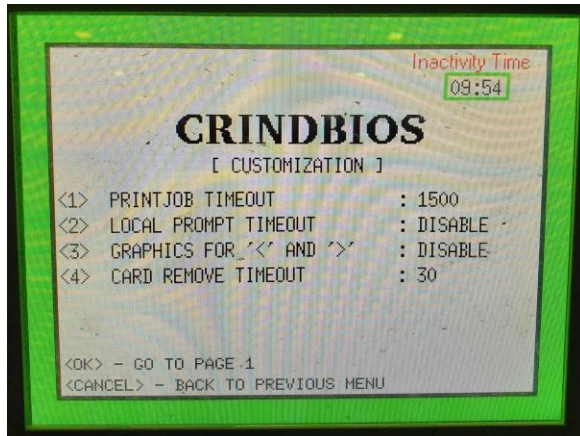 Inactivity Time
09:54
CRINDBIOS
[ CUSTOMIZATION ]
<1> PRINTJOB TIMEOUT : 1500
<2> LOCAL PROMPT TIMEOUT : DISABLE
<3> GRAPHICS FOR '<' AND '>' : DISABLE
<4> CARD REMOVE TIMEOUT : 30
<OK> - GO TO PAGE 1
<CANCEL> - BACK TO PREVIOUS MENU